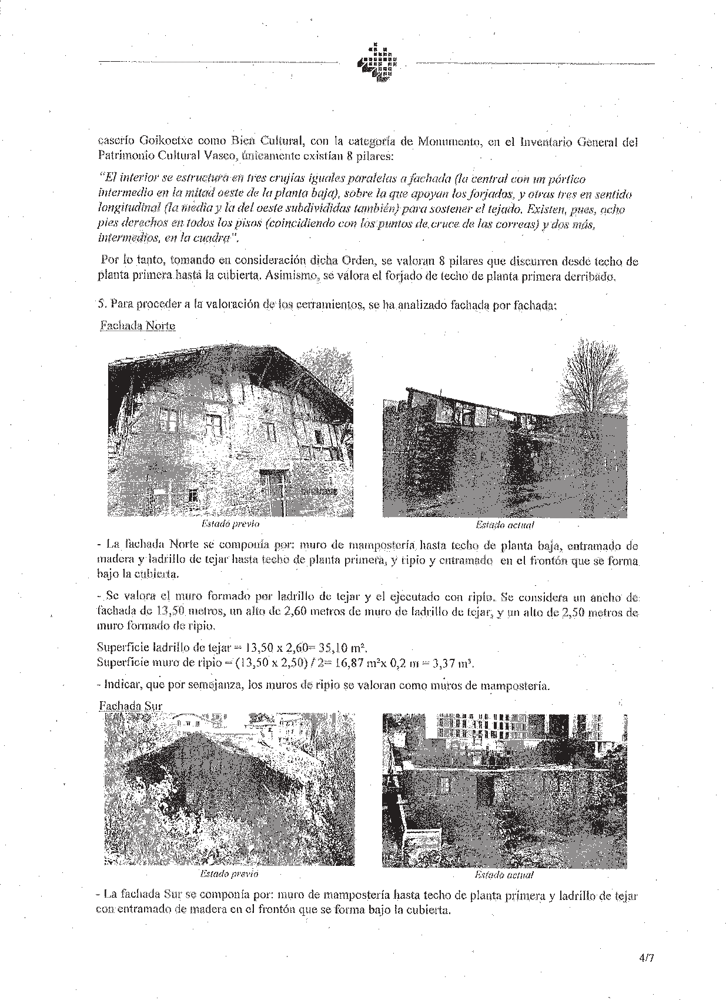 caserío Goikoetxe como Bien Cultural, con la categoría de Monumento, en el Inventario General del
Patrimonio Cultural Vasco, únicamente existían 8 pilares:
“El interior se estructura en tres crujías iguales paralelas a fachada (la central con un pórtico
intermedio en la mitad oeste de la planta baja), sobre la que apoyan los forjados, y otras tres en sentido
longitudinal (la media y la del oeste subdivididas también) para sostener el tejado. Existen, pues, ocho
pies derechos en todos los pisos (coincidiendo con los puntos de cruce de las correas) y dos más,
intermedios, en la cuadra”.
Por lo tanto, tomando en consideración dicha Orden, se valoran 8 pilares que discurren desde techo de
planta primera hasta la cubierta. Asimismo, se valora el forjado de techo de planta primera derribado.
5. Para proceder a la valoración de los cerramientos, se ha analizado fachada por fachada:
Fachada Norte
Estado previo
Estado actual
- La fachada Norte se componía por: muro de mampostería hasta techo de planta baja, entramado de
madera y ladrillo de tejar hasta techo de planta primera, y ripio y entramado en el frontón que se forma
bajo la cubierta.
- Se valora el muro formado por ladrillo de tejar y el ejecutado con ripio. Se considera un ancho de
fachada de 13,50 metros, un alto de 2,60 metros de muro de ladrillo de tejar, y un alto de 2,50 metros de
muro formado de ripio.
Superficie ladrillo de tejar = 13,50 x 2,60= 35,10 m².
Superficie muro de ripio = (13,50 x 2,50) / 2= 16,87 m²x 0,2 m = 3,37 m³.
- Indicar, que por semejanza, los muros de ripio se valoran como muros de mampostería.
Fachada Sur
Estado previo
Estado actual
- La fachada Sur se componía por: muro de mampostería hasta techo de planta primera y ladrillo de tejar
con entramado de madera en el frontón que se forma bajo la cubierta.
4/7